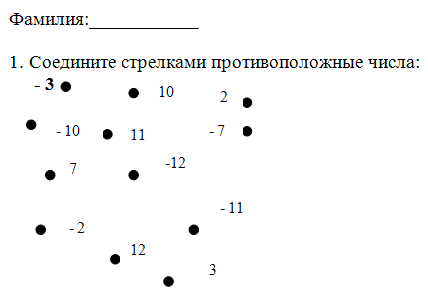 Фамилия:____________
1. Соедините стрелками противоположные числа:
- 3 10 2
- 10 11 - 7
7 -12
- 11
- 2
12
3